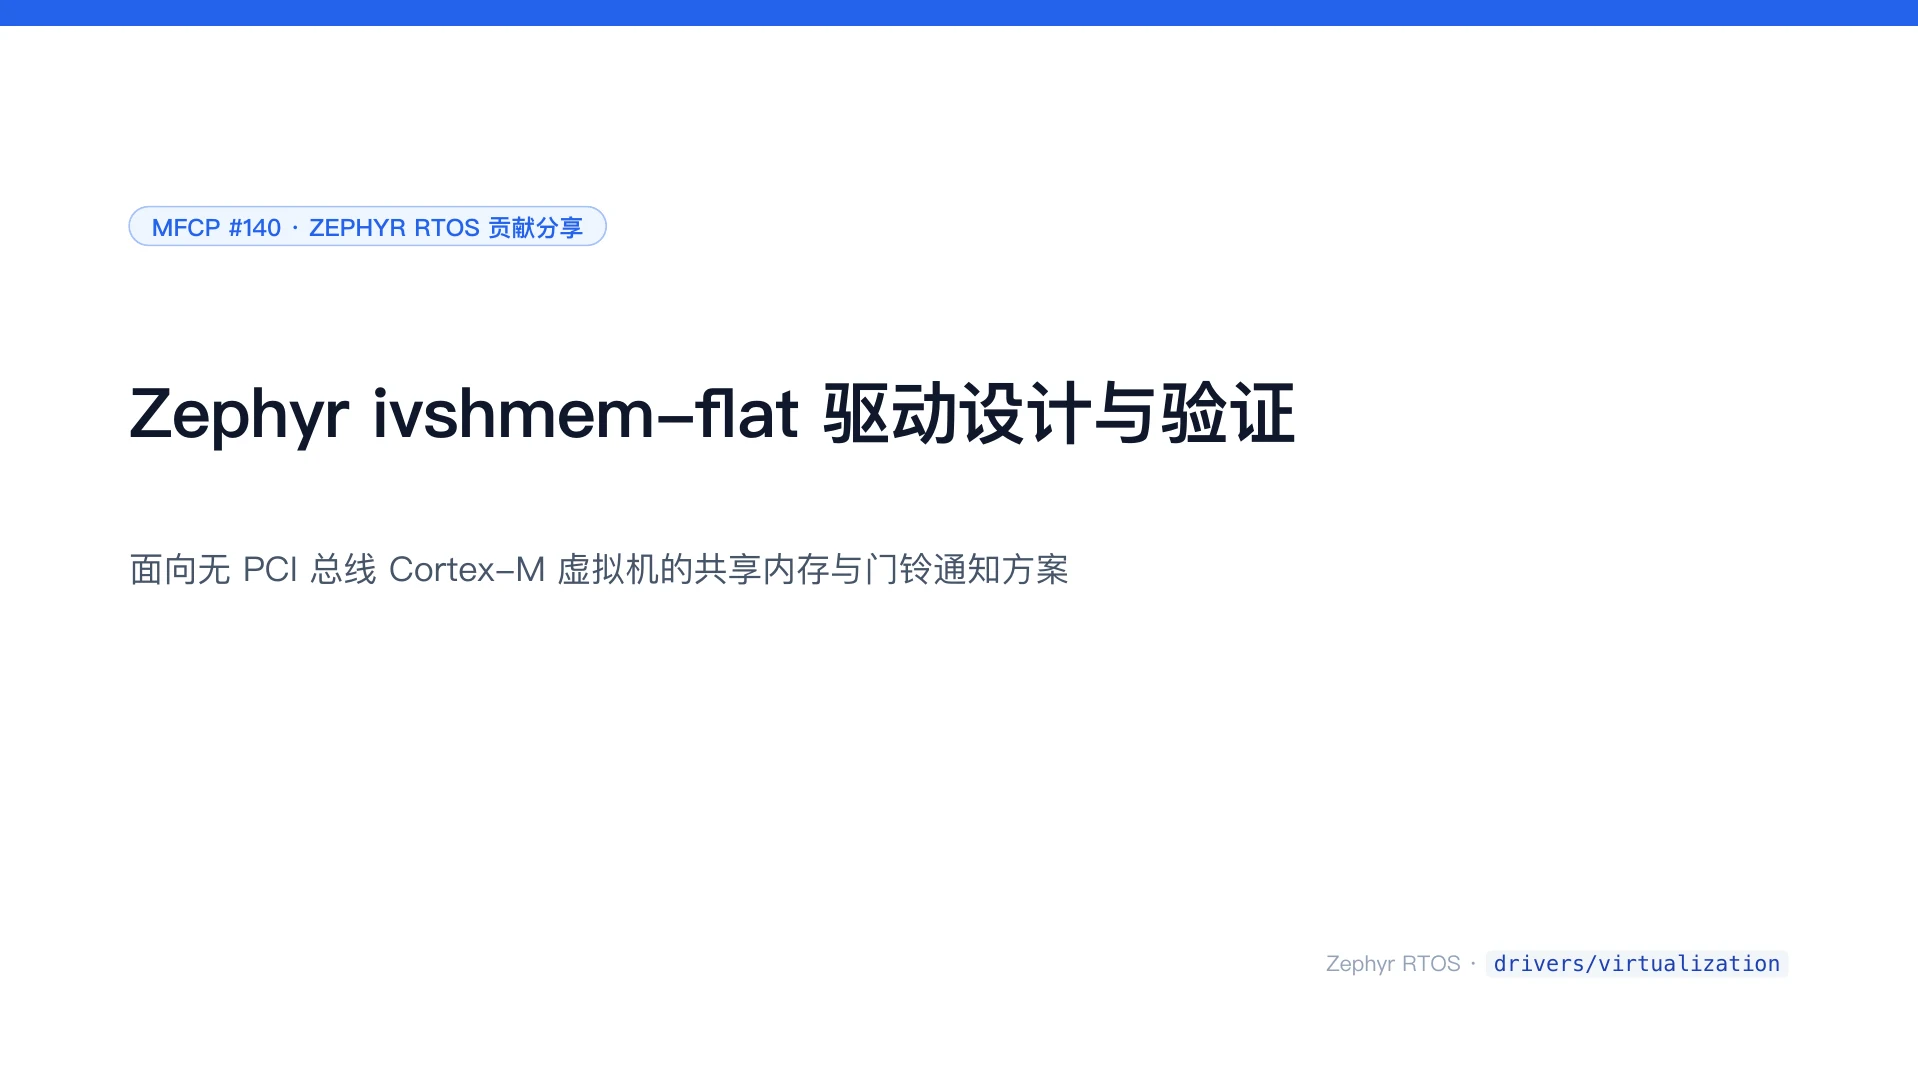 MFCP #140 · ZEPHYR RTOS 贡献分享
Zephyr ivshmem-flat 驱动设计与验证
面向无 PCI 总线 Cortex-M 虚拟机的共享内存与门铃通知方案
Zephyr RTOS · drivers/virtualization